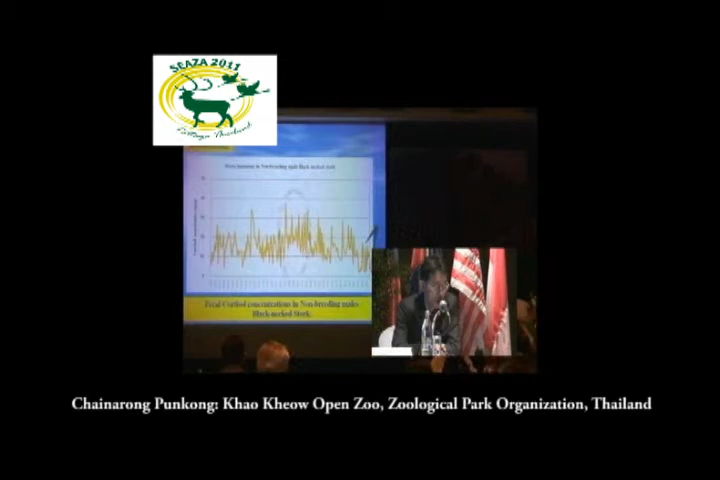 SEAZA 2011
Fecal Cortisol concentrations in Non-breeding males
Black-necked Stork.
Chainarong Punkong: Khao Kheow Open Zoo, Zoological Park Organization, Thailand